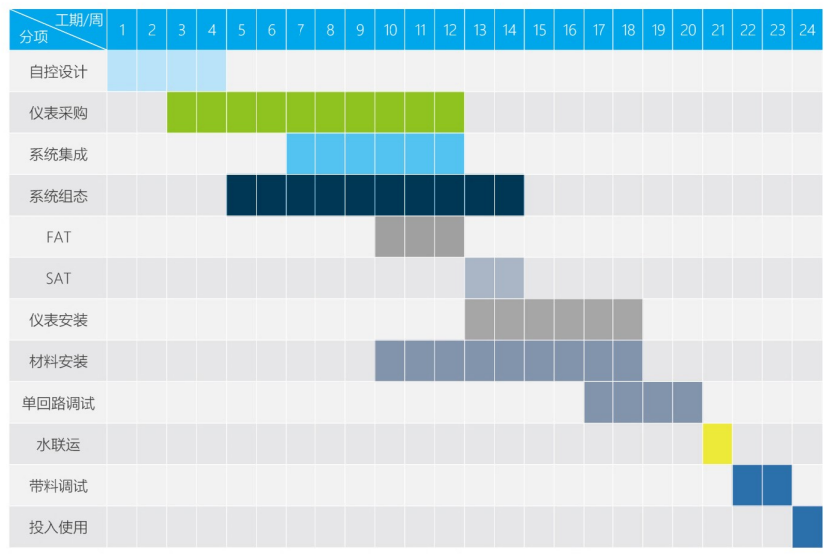 工期/周
分项
1 2 3 4 5 6 7 8 9 10 11 12 13 14 15 16 17 18 19 20 21 22 23 24
自控设计
仪表采购
系统集成
系统组态
FAT
SAT
仪表安装
材料安装
单回路调试
水联运
带料调试
投入使用